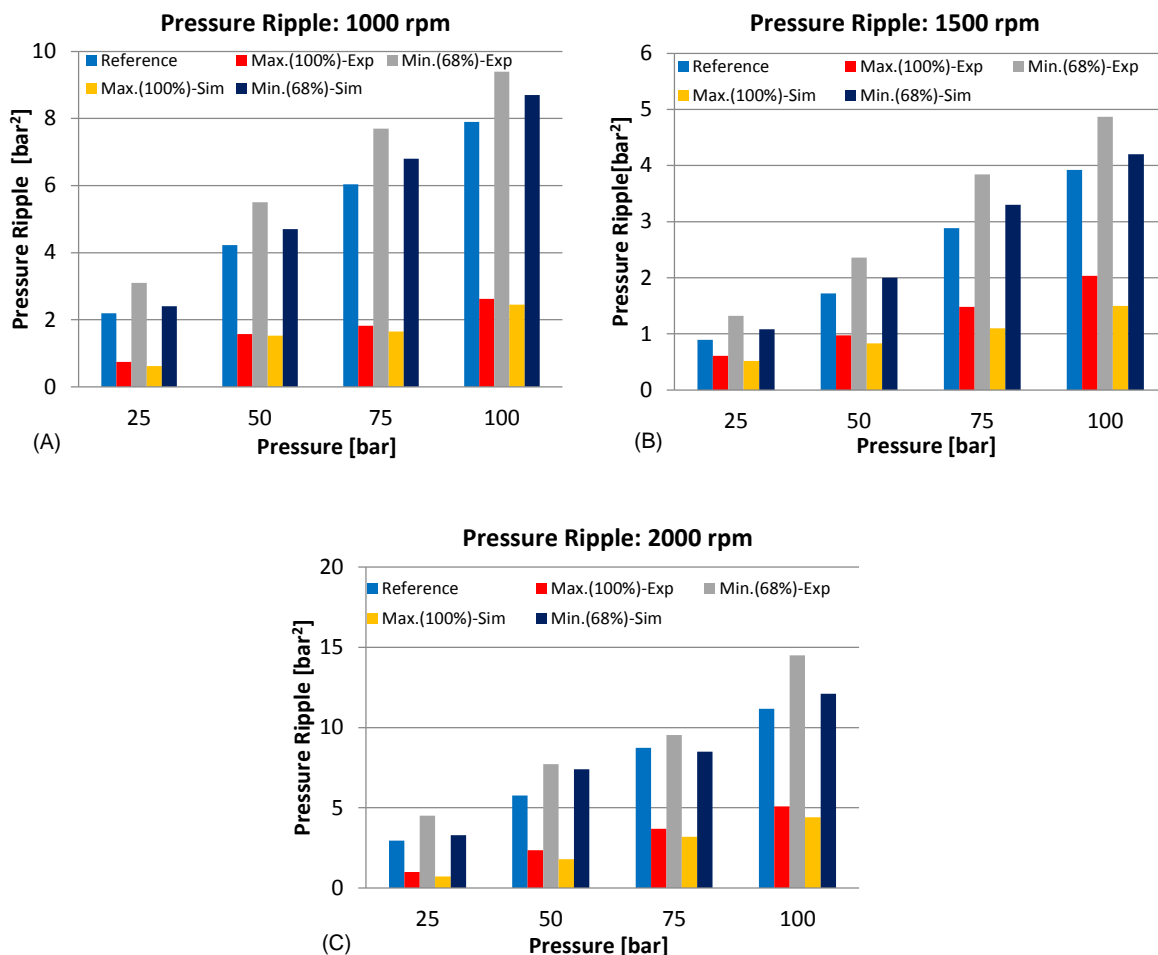 Pressure Ripple: 1000 rpm
Reference Max.(100%)-Exp Min.(68%)-Exp
Max.(100%)-Sim Min.(68%)-Sim
Pressure Ripple [bar²]
10
8
6
4
2
0
25 50 75 100
Pressure [bar]
(A)
Pressure Ripple: 1500 rpm
Reference Max.(100%)-Exp Min.(68%)-Exp
Max.(100%)-Sim Min.(68%)-Sim
Pressure Ripple[bar²]
6
5
4
3
2
1
0
25 50 75 100
Pressure [bar]
(B)
Pressure Ripple: 2000 rpm
Reference Max.(100%)-Exp Min.(68%)-Exp
Max.(100%)-Sim Min.(68%)-Sim
Pressure Ripple [bar²]
20
15
10
5
0
25 50 75 100
Pressure [bar]
(C)